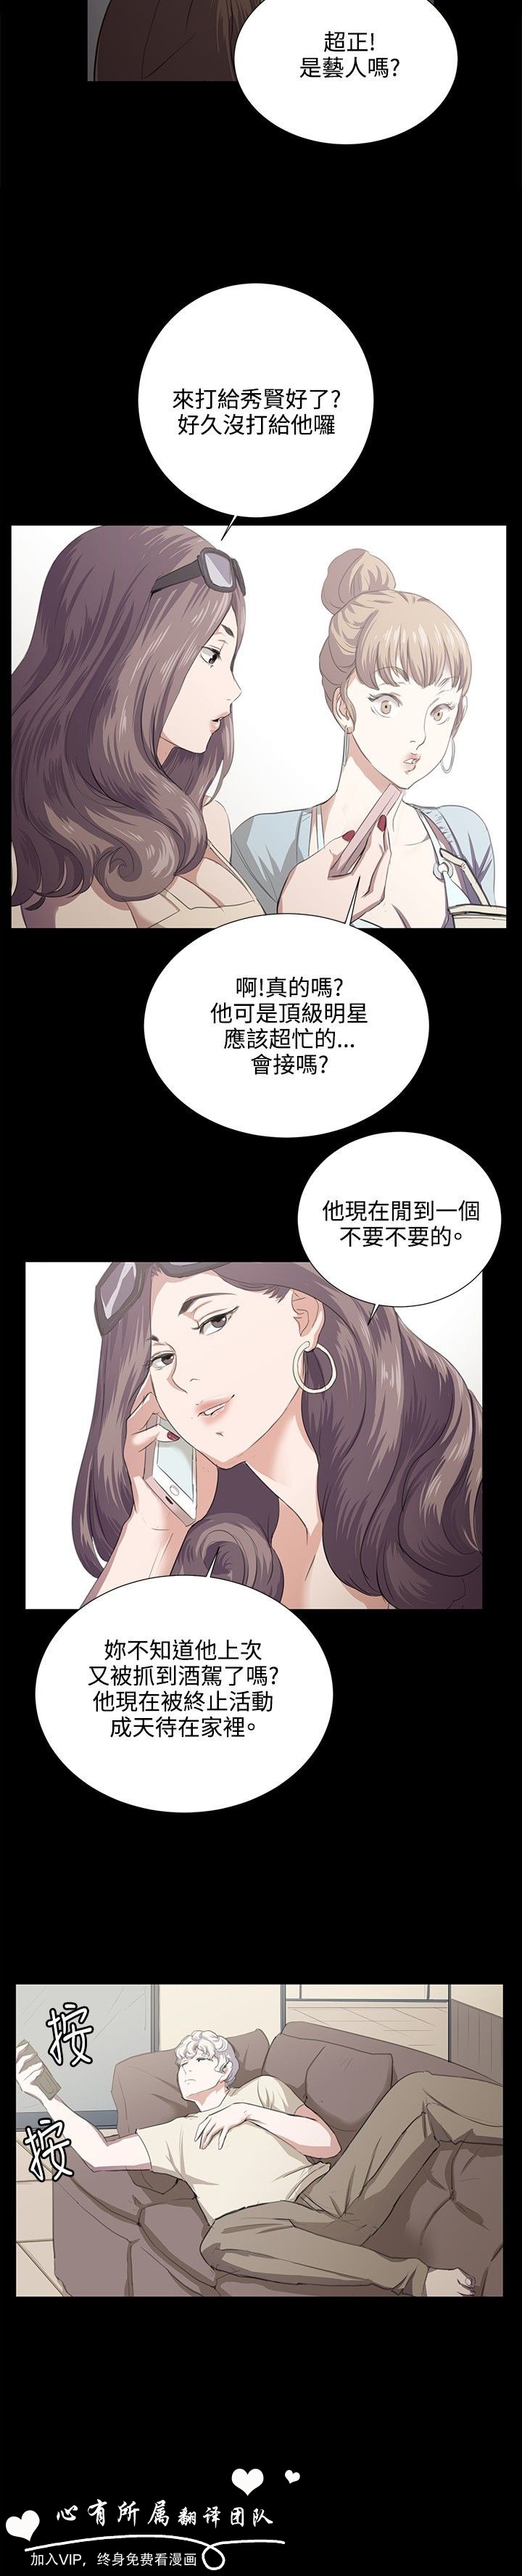 超正!
是藝人嗎?
來打給秀賢好了?
好久沒打給他囉
啊!真的嗎?
他可是頂級明星
應該超忙的...
會接嗎?
他現在閒到一個
不要不要的。
妳不知道他上次
又被抓到酒駕了嗎?
他現在被終止活動
成天待在家裡。
按
按
心有所属翻译团队
加入VIP，终身免费看漫画